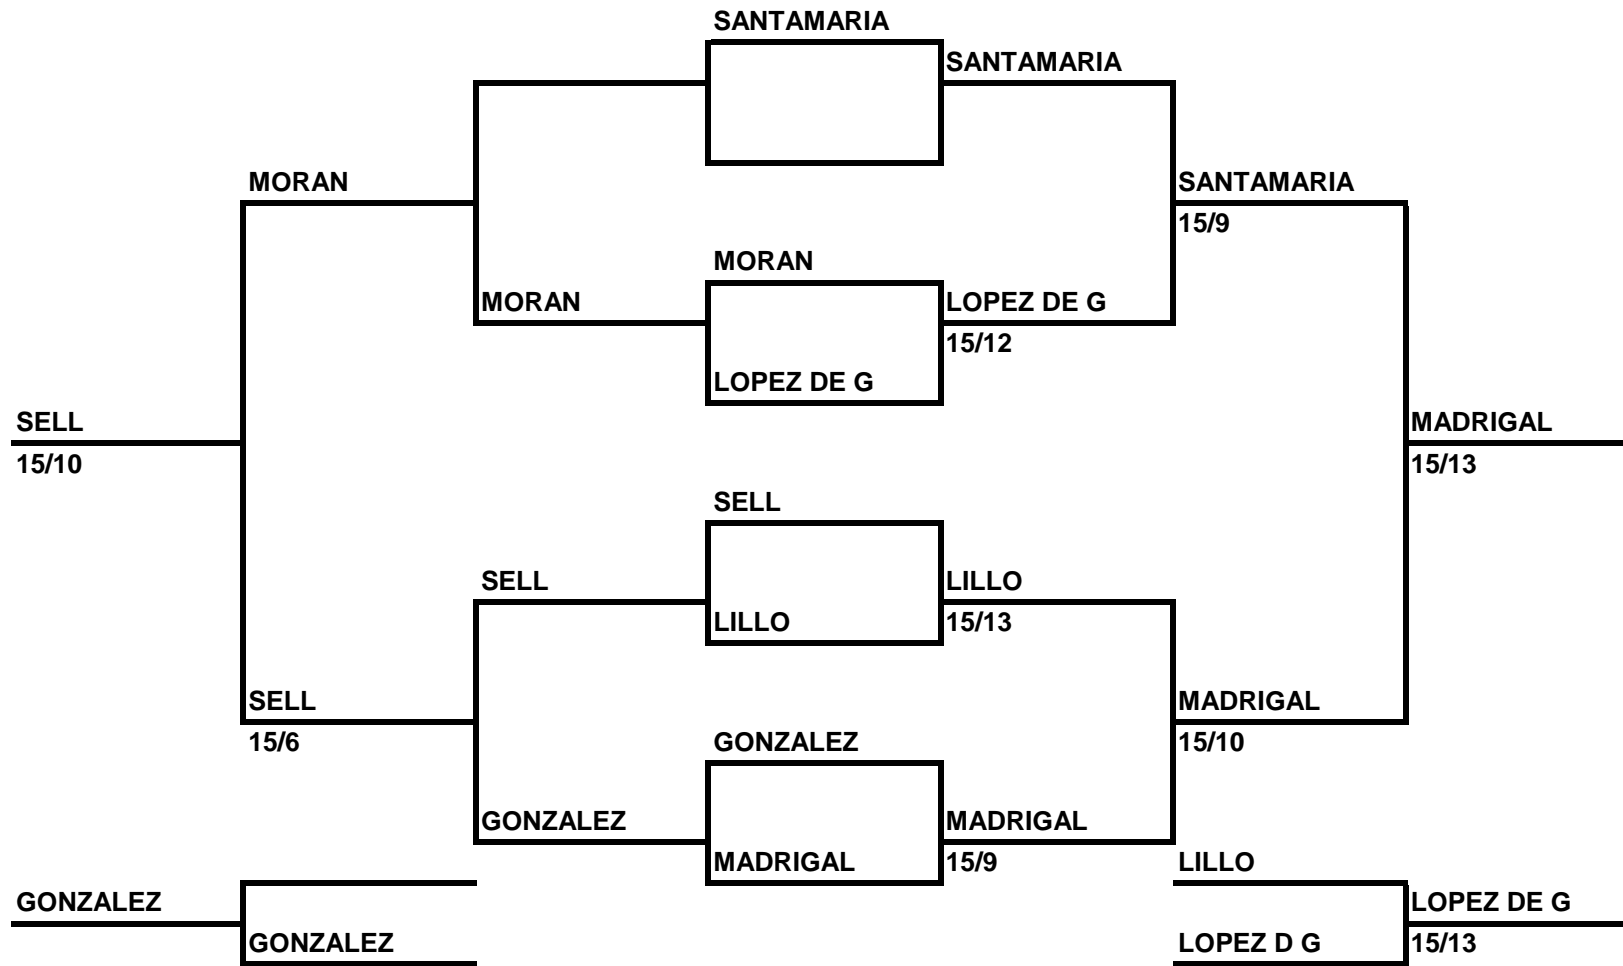 SANTAMARIA
SANTAMARIA
MORAN
SANTAMARIA
15/9
MORAN
MORAN
LOPEZ DE G
15/12
LOPEZ DE G
SELL
MADRIGAL
15/10
15/13
SELL
SELL
LILLO
LILLO
15/13
SELL
MADRIGAL
15/6
GONZALEZ
15/10
GONZALEZ
MADRIGAL
MADRIGAL
15/9
LILLO
GONZALEZ
LOPEZ DE G
GONZALEZ
LOPEZ D G
15/13